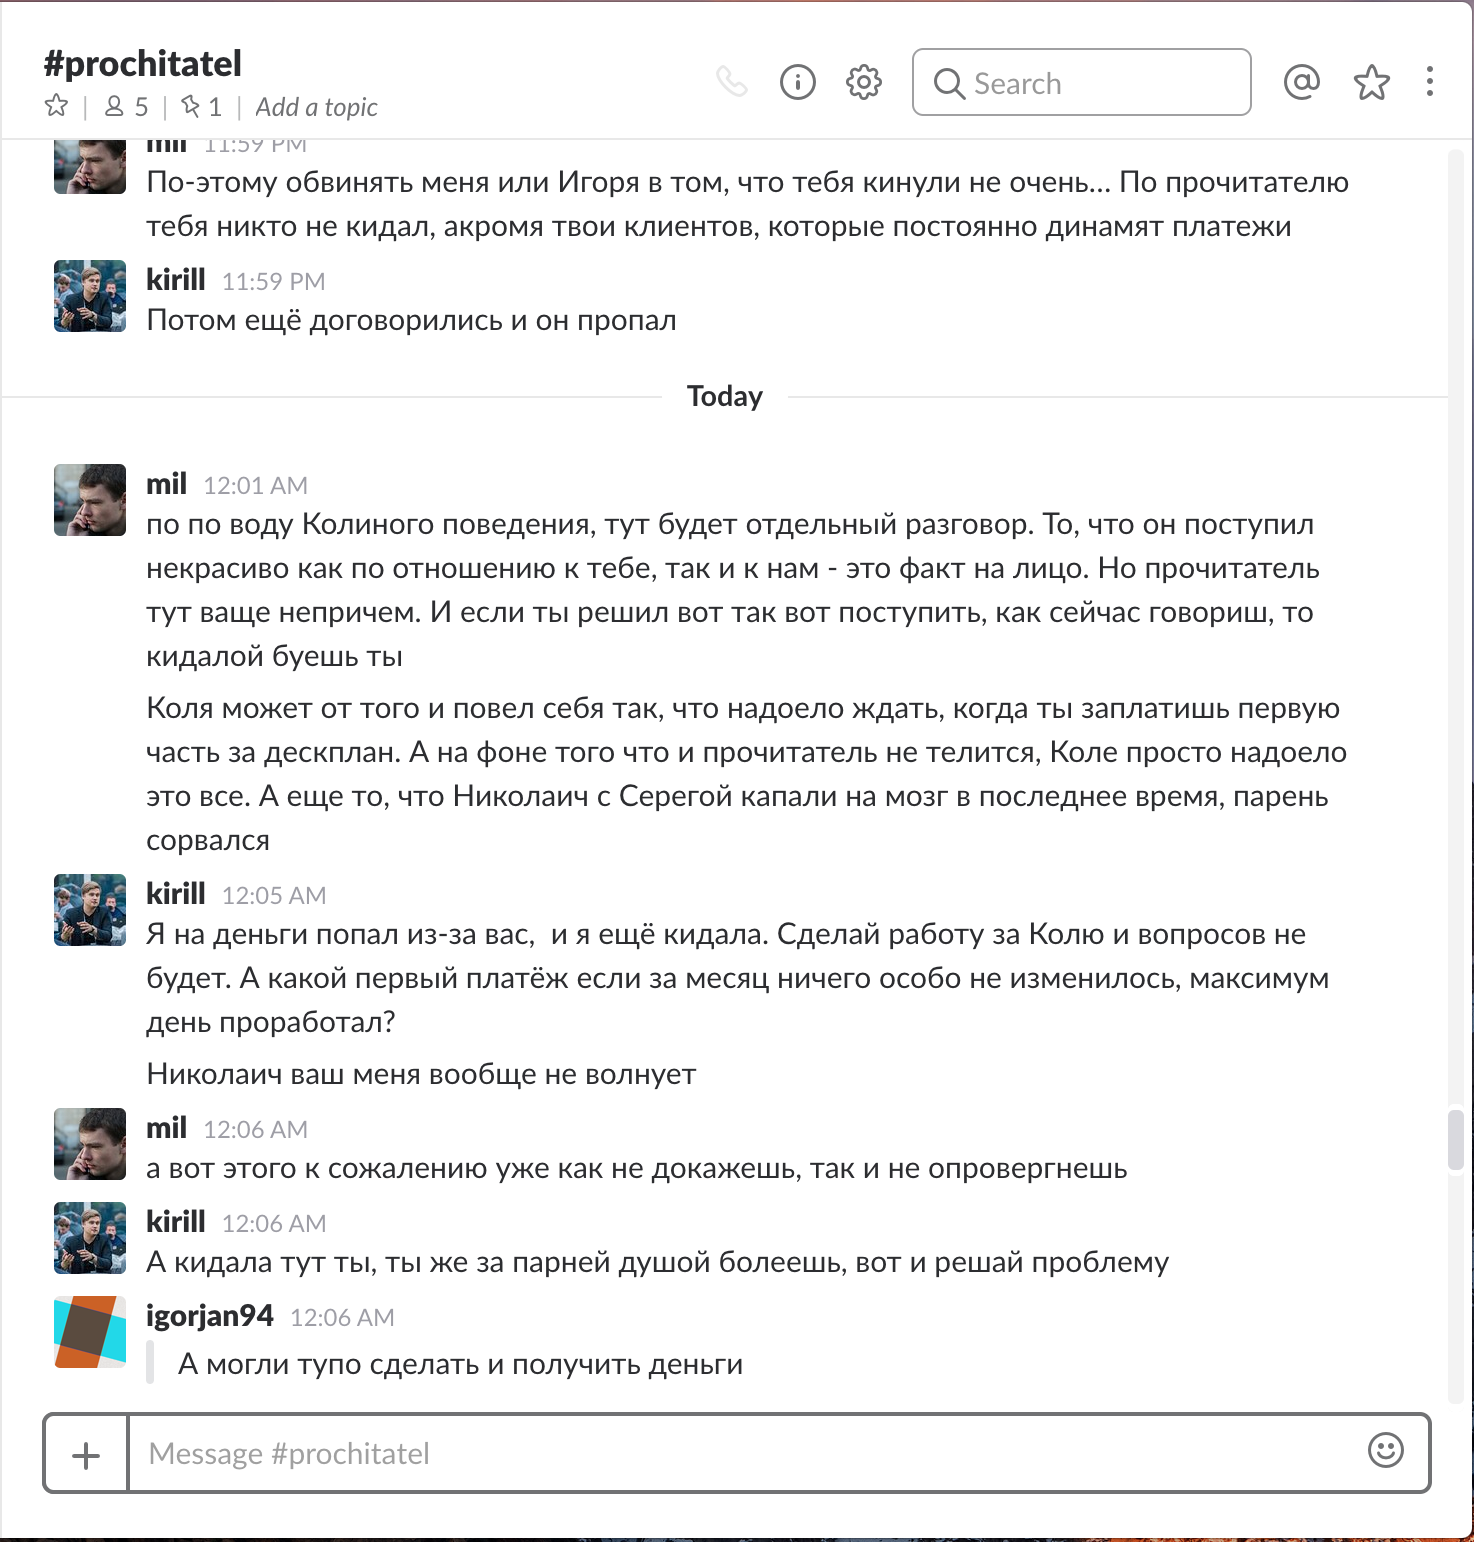 #prochitatel
5 | 1 | Add a topic
Search
mil 11:59 PM
По-этому обвинять меня или Игоря в том, что тебя кинули не очень... По прочитателю
тебя никто не кидал, акромя твои клиентов, которые постоянно динамят платежи
kirill 11:59 PM
Потом ещё договорились и он пропал
Today
mil 12:01 AM
по по воду Колиного поведения, тут будет отдельный разговор. То, что он поступил
некрасиво как по отношению к тебе, так и к нам - это факт на лицо. Но прочитатель
тут ваще непричем. И если ты решил вот так вот поступить, как сейчас говориш, то
кидалой буешь ты
Коля может от того и повел себя так, что надоело ждать, когда ты заплатишь первую
часть за дескплан. А на фоне того что и прочитатель не телится, Коле просто надоело
это все. А еще то, что Николаич с Серегой капали на мозг в последнее время, парень
сорвался
kirill 12:05 AM
Я на деньги попал из-за вас, и я ещё кидала. Сделай работу за Колю и вопросов не
будет. А какой первый платёж если за месяц ничего особо не изменилось, максимум
день проработал?
Николаич ваш меня вообще не волнует
mil 12:06 AM
а вот этого к сожалению уже как не докажешь, так и не опровергнешь
kirill 12:06 AM
А кидала тут ты, ты же за парней душой болеешь, вот и решай проблему
igorjan94 12:06 AM
А могли тупо сделать и получить деньги
Message #prochitatel